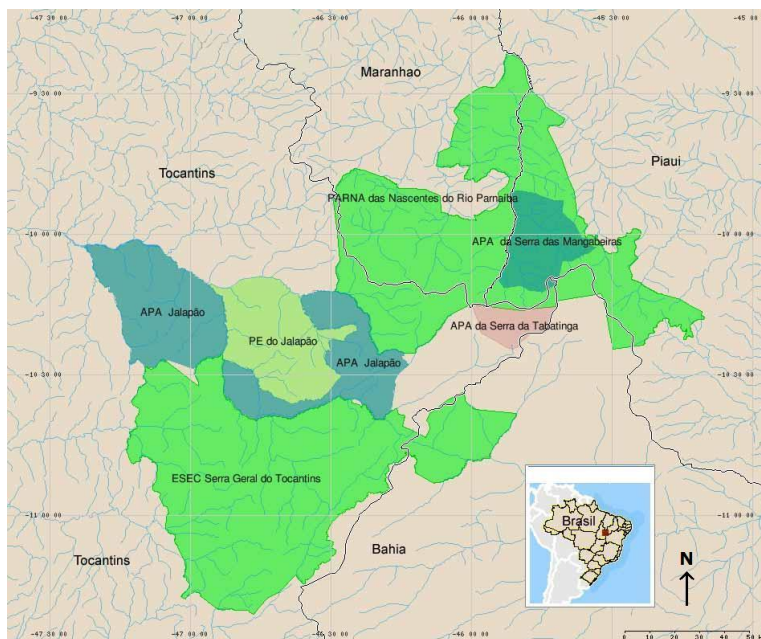 -47 30 00
-47 00 00
-46 30 00
-46 00 00
-45 30 00
-45
Maranhao
-9 30 00
-9 30 00
Piaui
Tocantins
PARNA das Nascentes do Rio Parnaiba
-10 00 00
-10 00 00
APA da Serra das Mangabeiras
APA Jalapão
APA da Serra da Tabatinga
PE do Jalapão
APA Jalapão
-10 30 00
-10 30 00
ESEC Serra Geral do Tocantins
-11 00 00
-11 00 00
Brasil
Bahia
Tocantins
N
-47 30 00
-47 00 00
-46 30 00
-46 00 00
0 10 20 30 40 50